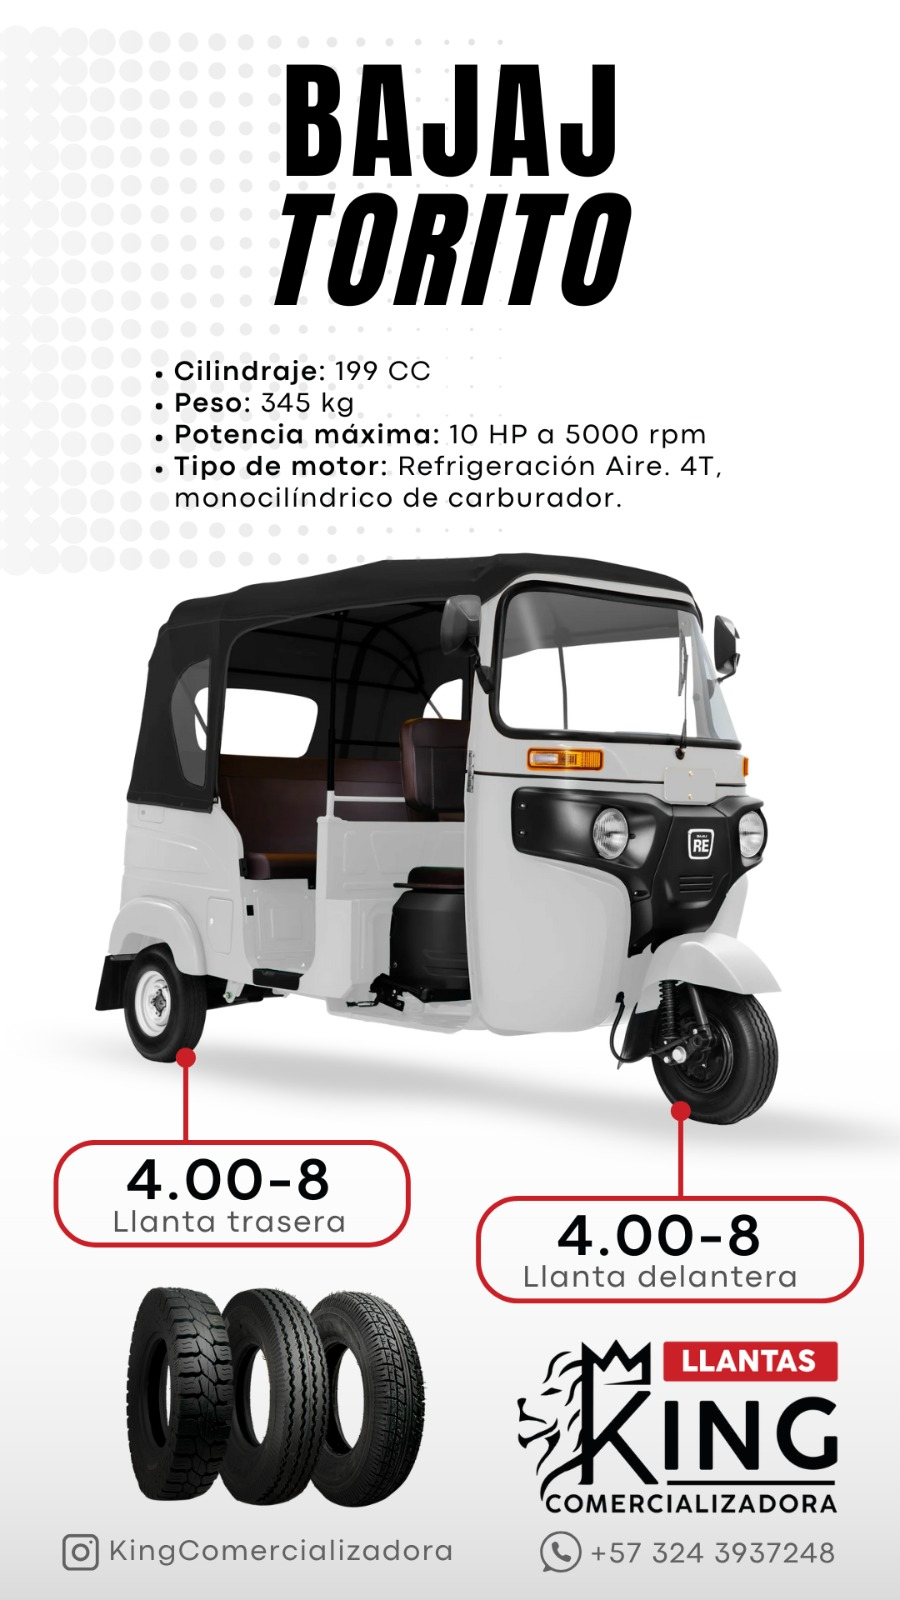 BAJAJ
TORITO
• Cilindraje: 199 CC
• Peso: 345 kg
• Potencia máxima: 10 HP a 5000 rpm
• Tipo de motor: Refrigeración Aire. 4T,
monocilíndrico de carburador.
BAJAJ
RE
4.00-8
Llanta trasera
4.00-8
Llanta delantera
LLANTAS
KING
COMERCIALIZADORA
KingComercializadora
+57 324 3937248